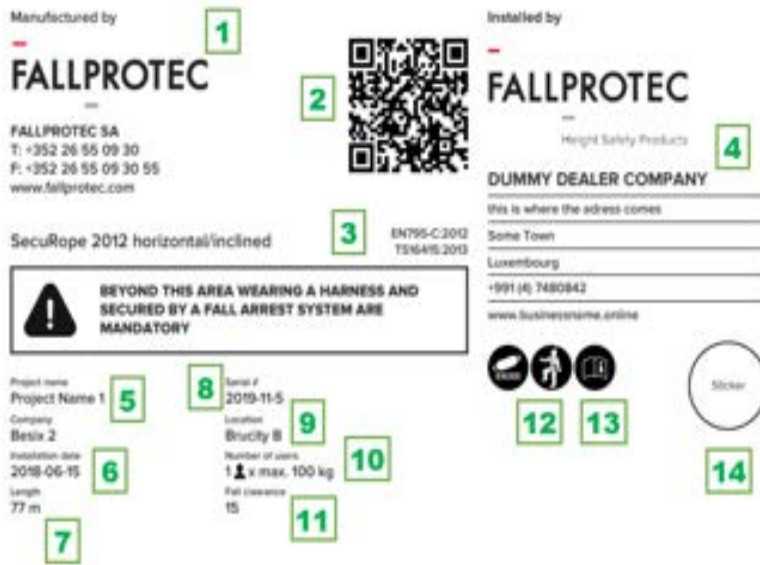 Manufactured by
1
FALLPROTEC
2
FALLPROTEC SA
T: +352 26 55 09 30
F: +352 26 55 09 30 55
www.fallprotec.com
SecuRope 2012 horizontal/inclined
3
EN795-C:2012
TS16415:2013
BEYOND THIS AREA WEARING A HARNESS AND
SECURED BY A FALL ARREST SYSTEM ARE
MANDATORY
Project name
Project Name 1
5
Company
Besix 2
Installation date
2018-06-15
6
Length
77 m
7
8
Serial #
2019-11-5
Location
Brucity B
9
Number of users
1 x max. 100 kg
10
Fall clearance
15
11
Installed by
FALLPROTEC
Height Safety Products
4
DUMMY DEALER COMPANY
this is where the adress comes
Some Town
Luxembourg
+991 (4) 7480842
www.businessname.online
12
13
Sticker
14